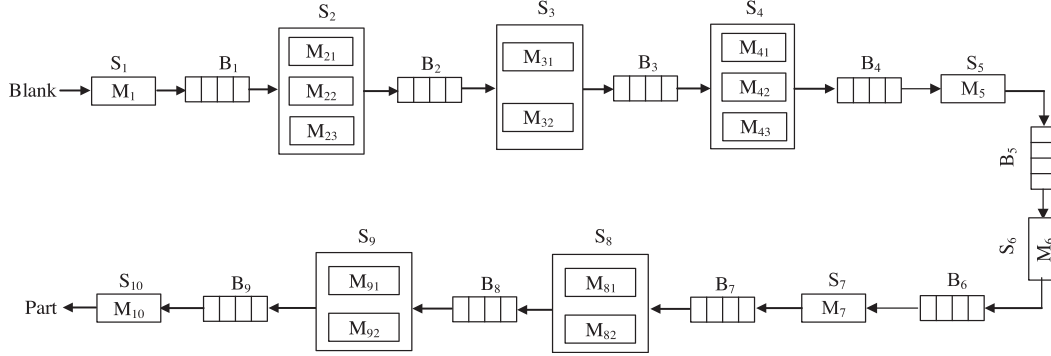 S₂
S₃
S₄
S₁
B₁
M₂₁
M₂₂
M₂₃
B₂
M₃₁
M₃₂
B₃
M₄₁
M₄₂
M₄₃
B₄
S₅
Blank
M₁
M₅
B₅
S₆
M₆
S₉
S₈
S₁₀
B₉
M₉₁
M₉₂
B₈
M₈₁
M₈₂
B₇
S₇
B₆
Part
M₁₀
M₇